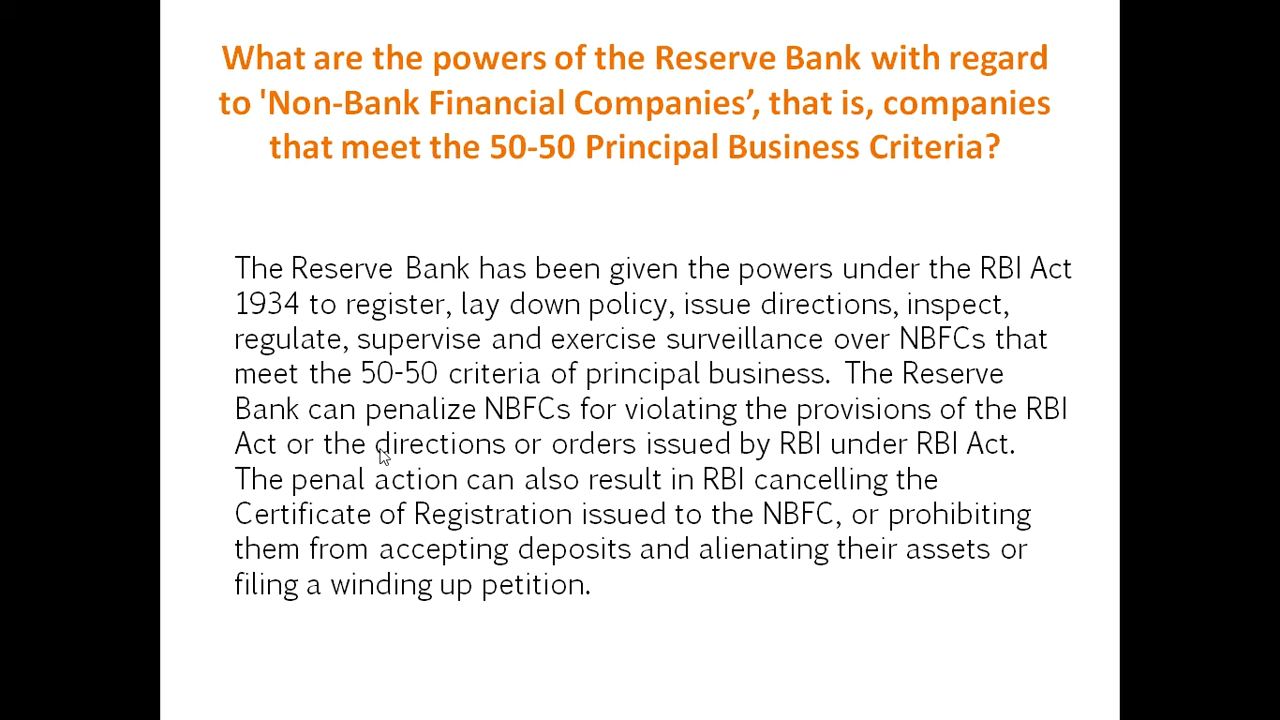 What are the powers of the Reserve Bank with regard
to 'Non-Bank Financial Companies’, that is, companies
that meet the 50-50 Principal Business Criteria?
The Reserve Bank has been given the powers under the RBI Act
1934 to register, lay down policy, issue directions, inspect,
regulate, supervise and exercise surveillance over NBFCs that
meet the 50-50 criteria of principal business. The Reserve
Bank can penalize NBFCs for violating the provisions of the RBI
Act or the directions or orders issued by RBI under RBI Act.
The penal action can also result in RBI cancelling the
Certificate of Registration issued to the NBFC, or prohibiting
them from accepting deposits and alienating their assets or
filing a winding up petition.